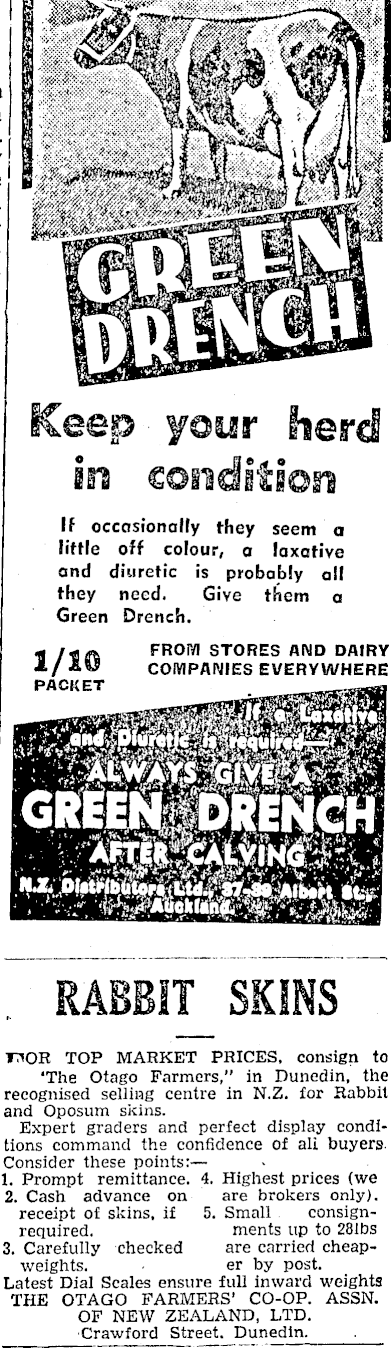 GREEN
DRENCH
Keep your herd
in condition
If occasionally they seem a
little off colour, a laxative
and diuretic is probably all
they need. Give them a
Green Drench.
1/10
PACKET
FROM STORES AND DAIRY
COMPANIES EVERYWHERE
If a Laxative
and Diuretic is required—
ALWAYS GIVE A
GREEN DRENCH
AFTER CALVING
N.Z. Distributors Ltd., 37-39 Albert St.,
Auckland.
RABBIT SKINS
FOR TOP MARKET PRICES, consign to
'The Otago Farmers," in Dunedin, the
recognised selling centre in N.Z. for Rabbit
and Oposum skins.
Expert graders and perfect display condi-
tions command the confidence of all buyers.
Consider these points:—
1. Prompt remittance.
2. Cash advance on
receipt of skins, if
required.
3. Carefully checked
weights.
4. Highest prices (we
are brokers only).
5. Small consign-
ments up to 28lbs
are carried cheap-
er by post.
Latest Dial Scales ensure full inward weights
THE OTAGO FARMERS' CO-OP. ASSN.
OF NEW ZEALAND, LTD.
Crawford Street, Dunedin.